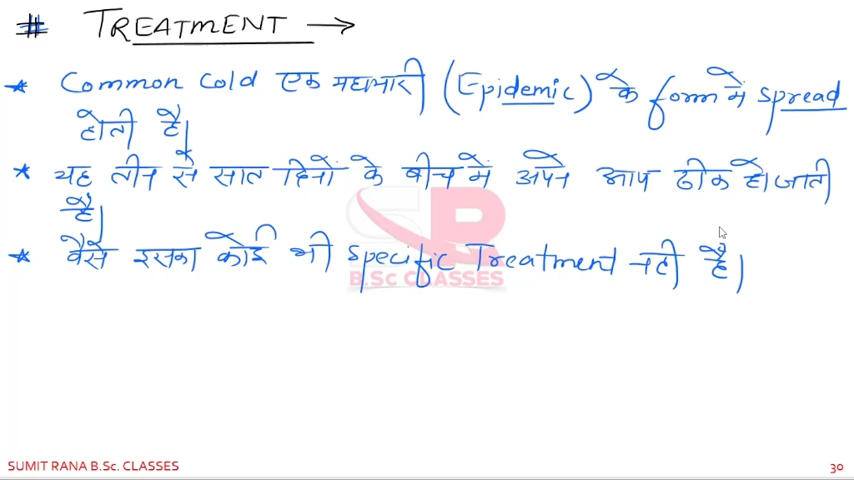 # TREATMENT →
* Common cold एक महामारी (Epidemic) के form में spread
होती है।
* यह तीन से सात दिनों के बीच में अपने आप ठीक हो जाती
है।
* वैसे इसका कोई भी specific Treatment नही है।
SR
B.Sc CLASSES
SUMIT RANA B.Sc. CLASSES
30